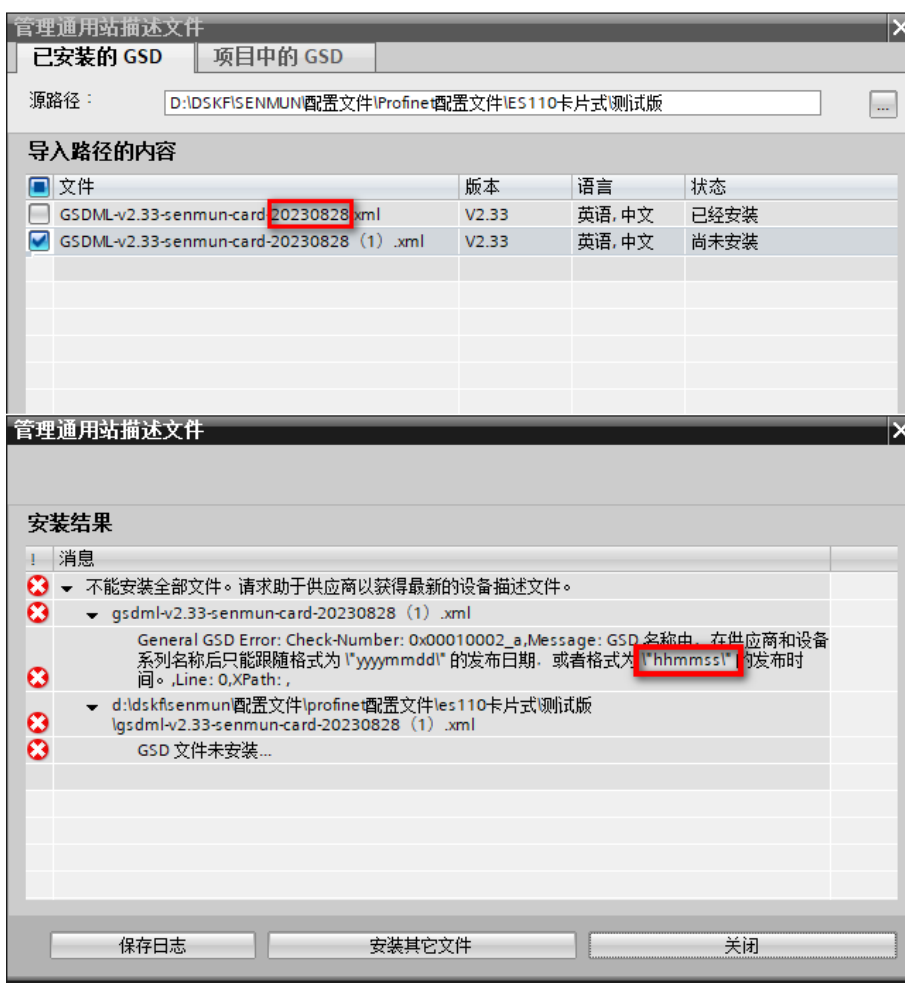 管理通用站描述文件
已安装的 GSD 项目中的 GSD
源路径： D:\DSKF\SENMUN\配置文件\Profinet配置文件\ES110卡片式\测试版 ...
导入路径的内容
文件 版本 语言 状态
GSDML-v2.33-senmun-card-20230828.xml V2.33 英语, 中文 已经安装
GSDML-v2.33-senmun-card-20230828（1）.xml V2.33 英语, 中文 尚未安装
管理通用站描述文件
安装结果
! 消息
不能安装全部文件。请求助于供应商以获得最新的设备描述文件。
gsdml-v2.33-senmun-card-20230828（1）.xml
General GSD Error: Check-Number: 0x00010002_a,Message: GSD 名称中，在供应商和设备
系列名称后只能跟随格式为 \"yyyymmdd\" 的发布日期，或者格式为 \"hhmmss\" 的发布时
间。,Line: 0,XPath: ,
d:\dskf\senmun\配置文件\profinet配置文件\es110卡片式\测试版
\gsdml-v2.33-senmun-card-20230828（1）.xml
GSD 文件未安装...
保存日志 安装其它文件 关闭